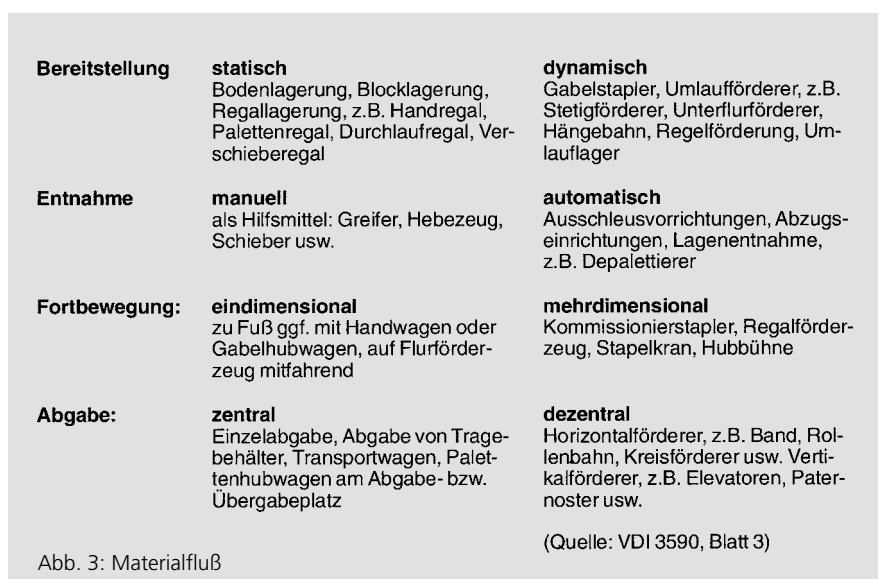 Bereitstellung
statisch
Bodenlagerung, Blocklagerung,
Regallagerung, z.B. Handregal,
Palettenregal, Durchlaufregal, Ver-
schieberegal
dynamisch
Gabelstapler, Umlaufförderer, z.B.
Stetigförderer, Unterflurförderer,
Hängebahn, Regelförderung, Um-
lauflager
Entnahme
manuell
als Hilfsmittel: Greifer, Hebezeug,
Schieber usw.
automatisch
Ausschleusvorrichtungen, Abzugs-
einrichtungen, Lagenentnahme,
z.B. Depalettierer
Fortbewegung:
eindimensional
zu Fuß ggf. mit Handwagen oder
Gabelhubwagen, auf Flurförder-
zeug mitfahrend
mehrdimensional
Kommissionierstapler, Regalförder-
zeug, Stapelkran, Hubbühne
Abgabe:
zentral
Einzelabgabe, Abgabe von Trage-
behälter, Transportwagen, Palet-
tenhubwagen am Abgabe- bzw.
Übergabeplatz
dezentral
Horizontalförderer, z.B. Band, Rol-
lenbahn, Kreisförderer usw. Verti-
kalförderer, z.B. Elevatoren, Pater-
noster usw.
(Quelle: VDI 3590, Blatt 3)
Abb. 3: Materialfluß